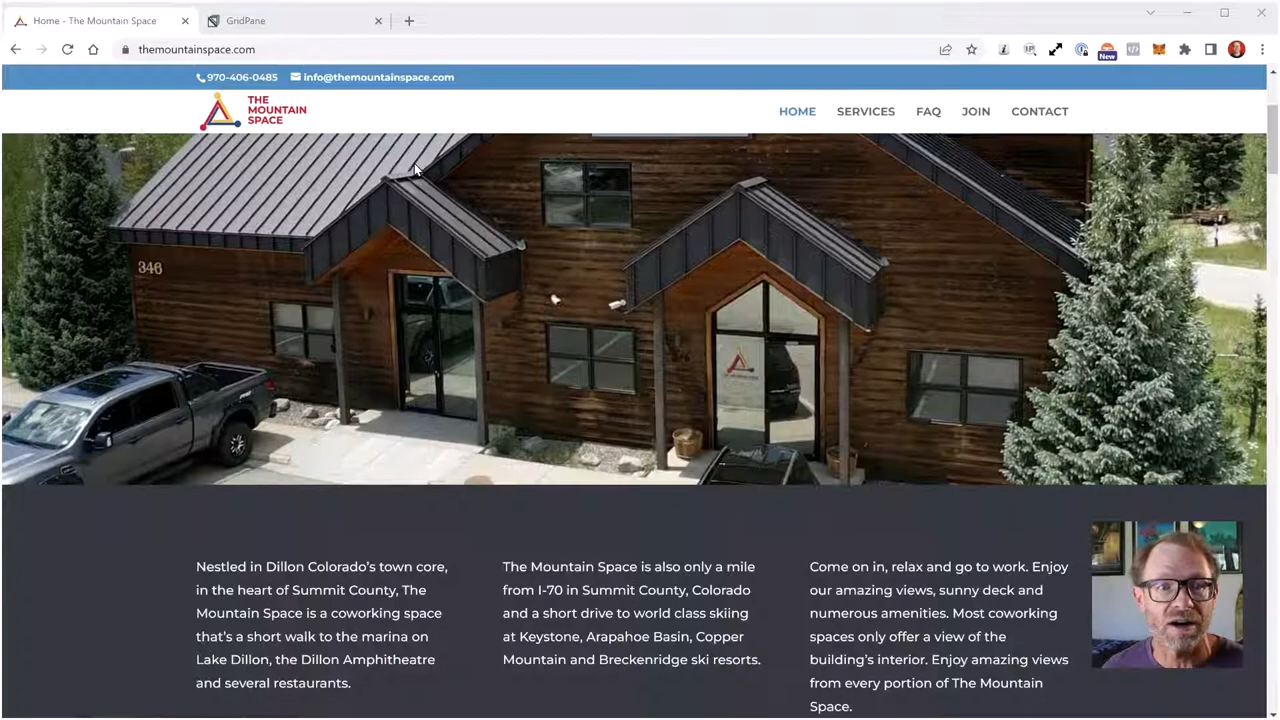 Home - The Mountain Space
GridPane
themountainspace.com
New
970-406-0485 info@themountainspace.com
THE
MOUNTAIN
SPACE
HOME SERVICES FAQ JOIN CONTACT
346
Nestled in Dillon Colorado’s town core,
in the heart of Summit County, The
Mountain Space is a coworking space
that’s a short walk to the marina on
Lake Dillon, the Dillon Amphitheatre
and several restaurants.
The Mountain Space is also only a mile
from I-70 in Summit County, Colorado
and a short drive to world class skiing
at Keystone, Arapahoe Basin, Copper
Mountain and Breckenridge ski resorts.
Come on in, relax and go to work. Enjoy
our amazing views, sunny deck and
numerous amenities. Most coworking
spaces only offer a view of the
building’s interior. Enjoy amazing views
from every portion of The Mountain
Space.